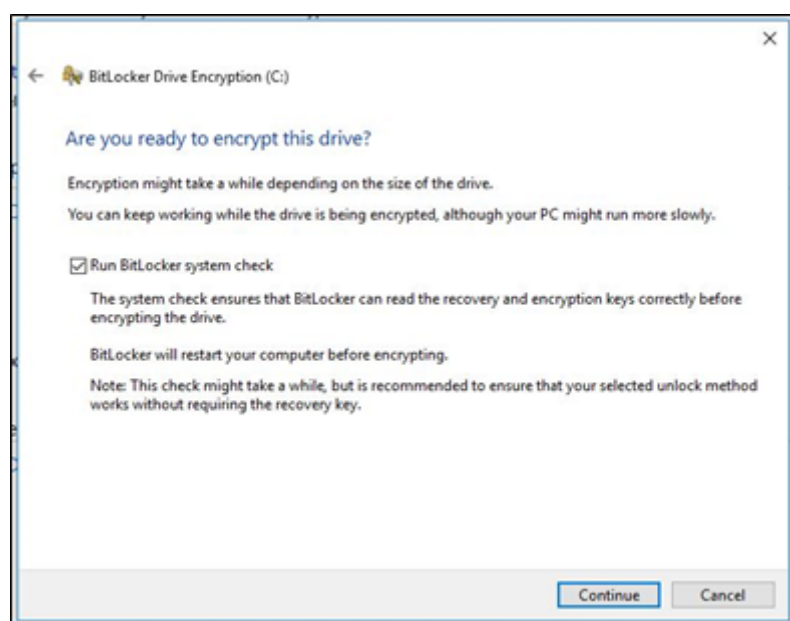 BitLocker Drive Encryption (C:)
Are you ready to encrypt this drive?
Encryption might take a while depending on the size of the drive.
You can keep working while the drive is being encrypted, although your PC might run more slowly.
Run BitLocker system check
The system check ensures that BitLocker can read the recovery and encryption keys correctly before
encrypting the drive.
BitLocker will restart your computer before encrypting.
Note: This check might take a while, but is recommended to ensure that your selected unlock method
works without requiring the recovery key.
Continue Cancel